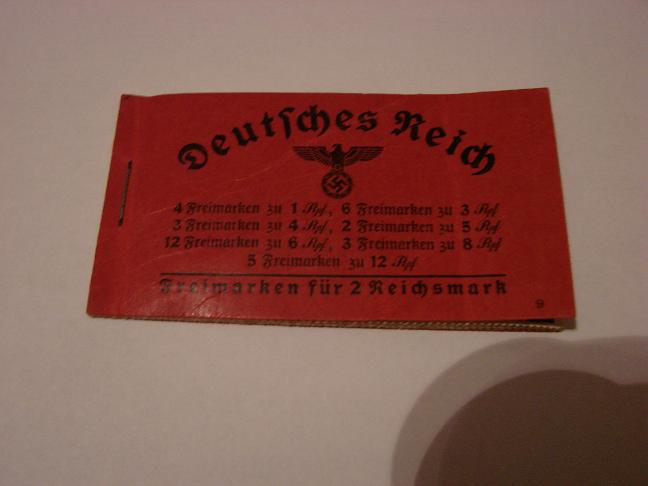 Deutsches Reich
4 Freimarken zu 1 Rpf, 6 Freimarken zu 3 Rpf
3 Freimarken zu 4 Rpf, 2 Freimarken zu 5 Rpf
12 Freimarken zu 6 Rpf, 3 Freimarken zu 8 Rpf
5 Freimarken zu 12 Rpf
Freimarken für 2 Reichsmark
9